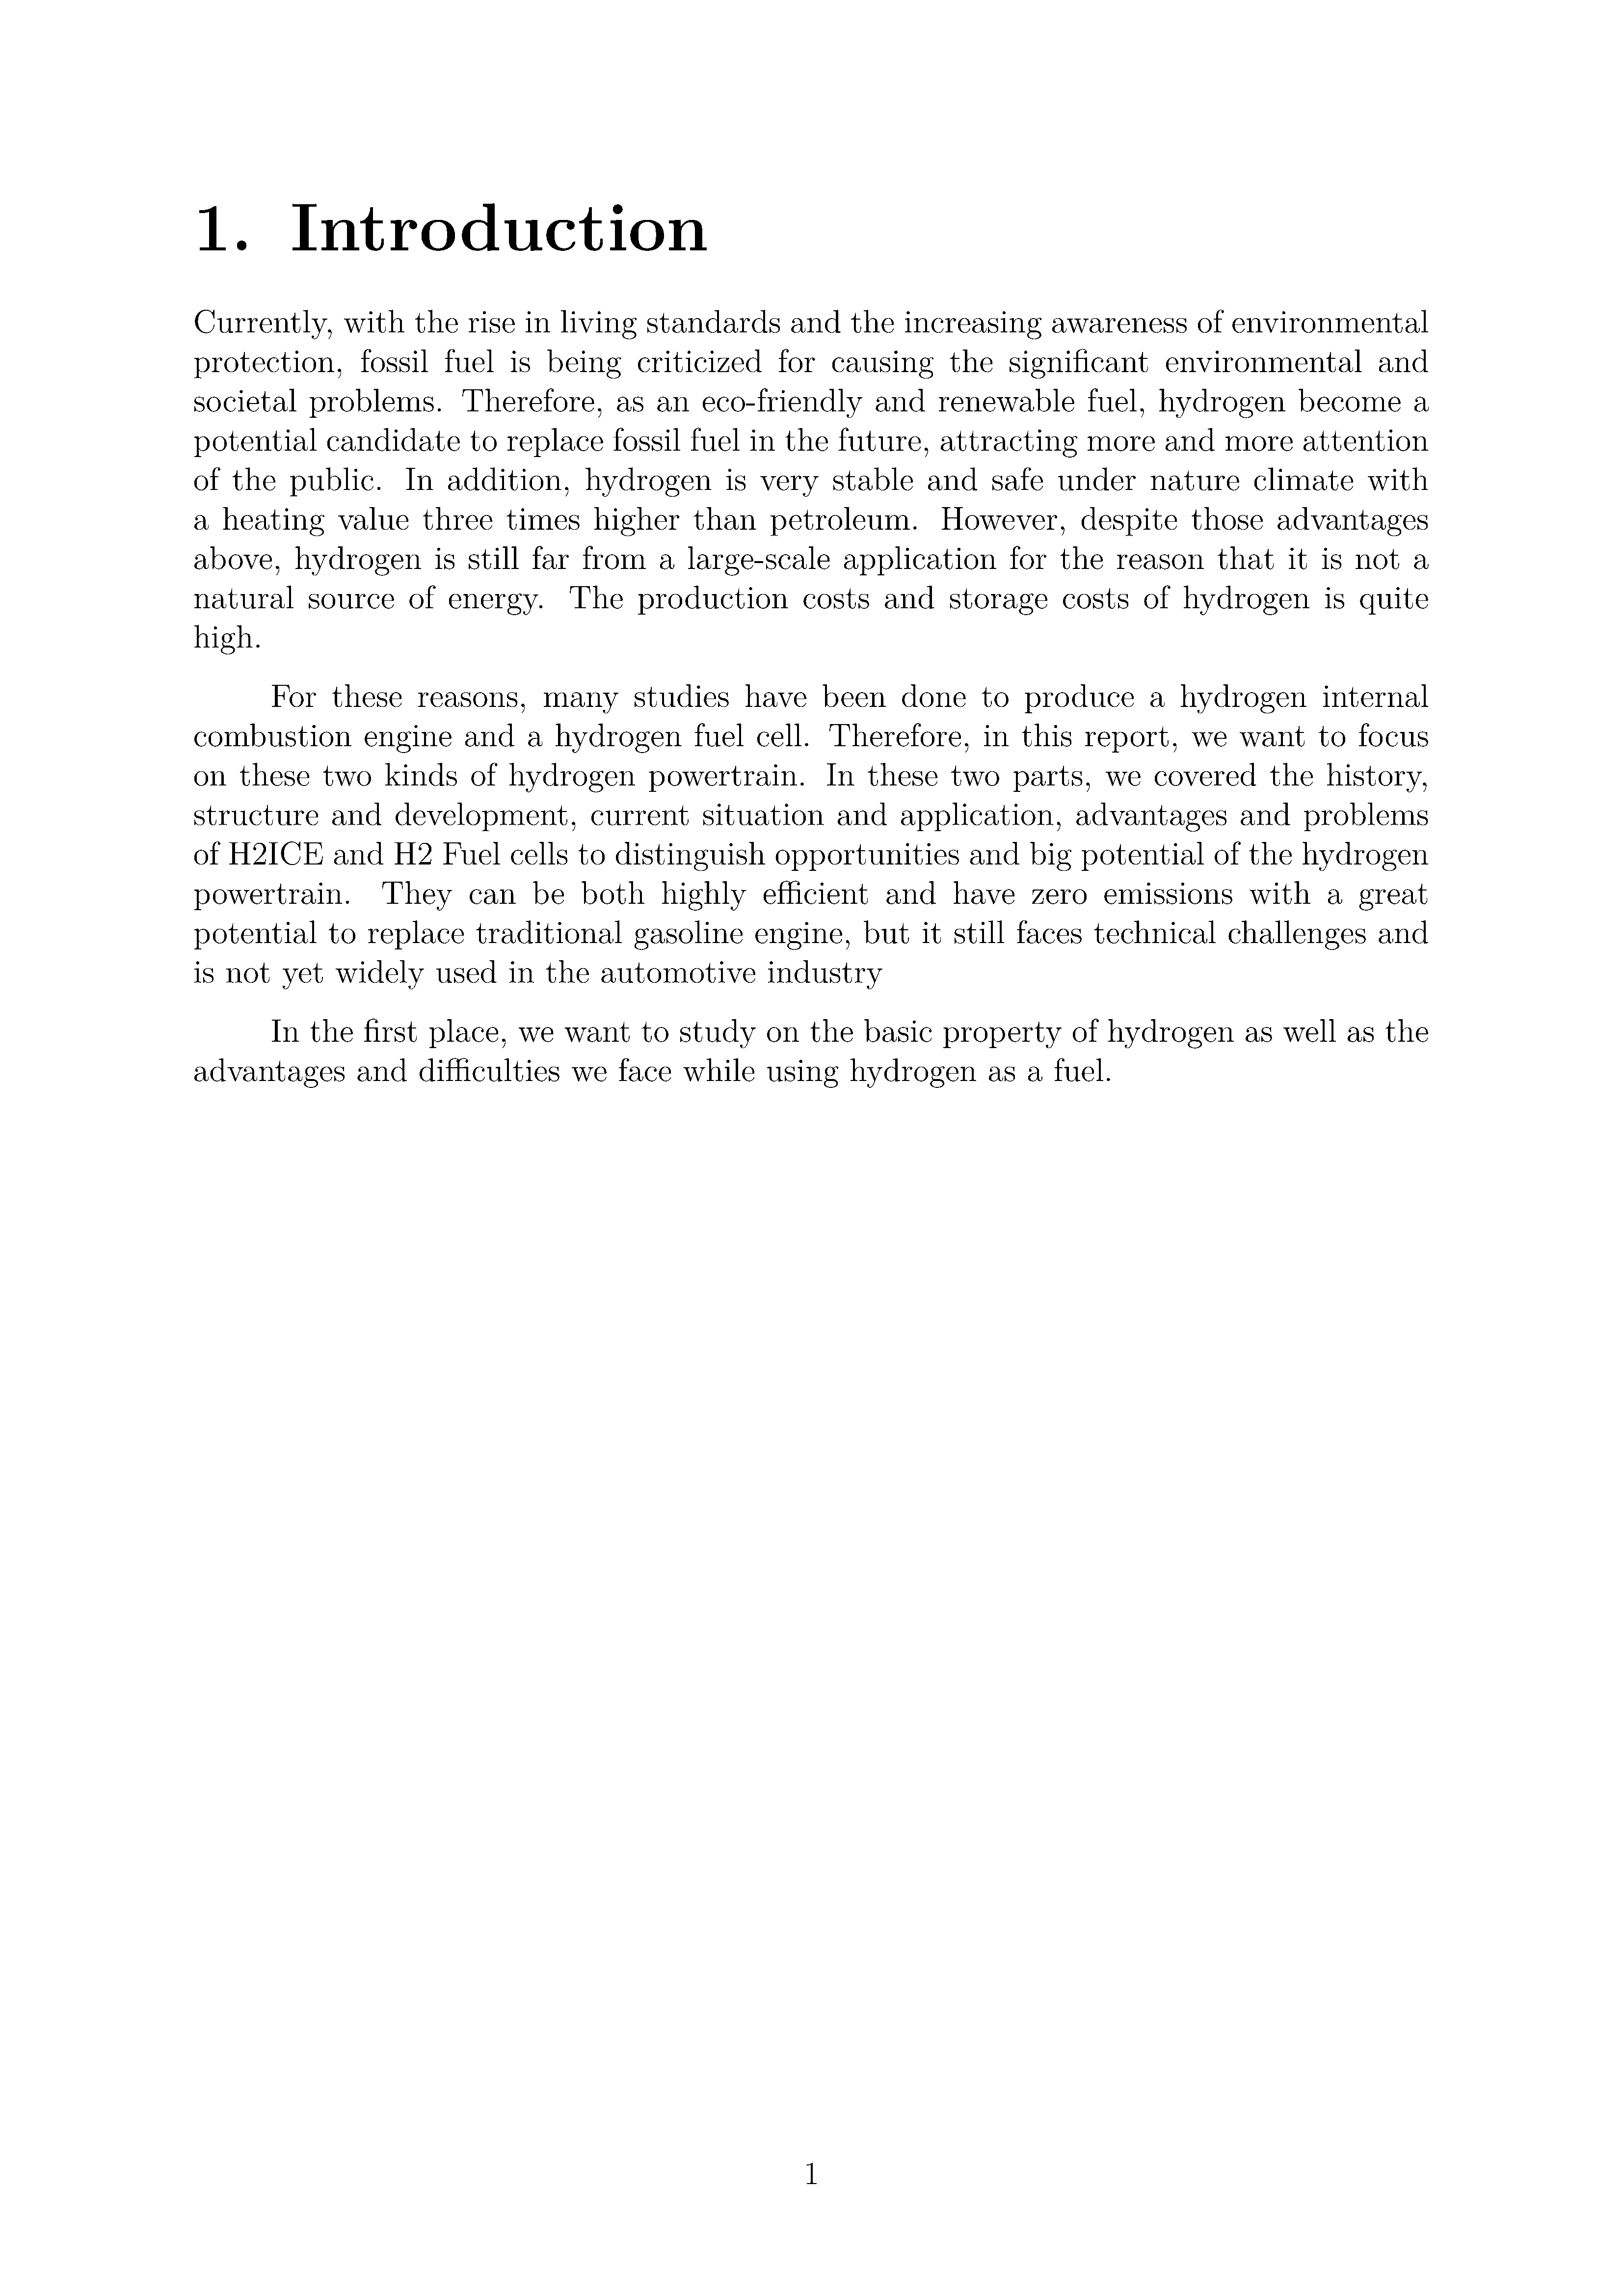 1. Introduction
Currently, with the rise in living standards and the increasing awareness of environmental
protection, fossil fuel is being criticized for causing the significant environmental and
societal problems. Therefore, as an eco-friendly and renewable fuel, hydrogen become a
potential candidate to replace fossil fuel in the future, attracting more and more attention
of the public. In addition, hydrogen is very stable and safe under nature climate with
a heating value three times higher than petroleum. However, despite those advantages
above, hydrogen is still far from a large-scale application for the reason that it is not a
natural source of energy. The production costs and storage costs of hydrogen is quite
high.
For these reasons, many studies have been done to produce a hydrogen internal
combustion engine and a hydrogen fuel cell. Therefore, in this report, we want to focus
on these two kinds of hydrogen powertrain. In these two parts, we covered the history,
structure and development, current situation and application, advantages and problems
of H2ICE and H2 Fuel cells to distinguish opportunities and big potential of the hydrogen
powertrain. They can be both highly efficient and have zero emissions with a great
potential to replace traditional gasoline engine, but it still faces technical challenges and
is not yet widely used in the automotive industry
In the first place, we want to study on the basic property of hydrogen as well as the
advantages and difficulties we face while using hydrogen as a fuel.
1